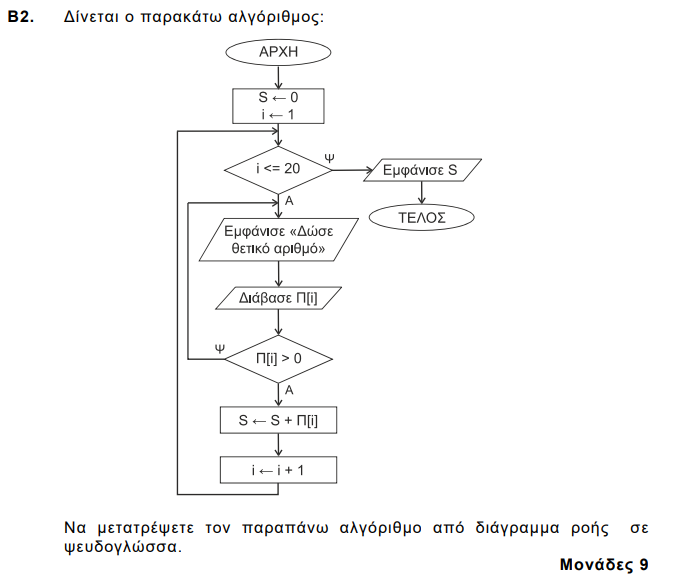 Β2. Δίνεται ο παρακάτω αλγόριθμος:
ΑΡΧΗ
S ← 0
i ← 1
i <= 20
Ψ
Εμφάνισε S
Α
ΤΕΛΟΣ
Εμφάνισε «Δώσε
θετικό αριθμό»
Διάβασε Π[i]
Ψ
Π[i] > 0
Α
S ← S + Π[i]
i ← i + 1
Να μετατρέψετε τον παραπάνω αλγόριθμο από διάγραμμα ροής σε
ψευδογλώσσα.
Μονάδες 9